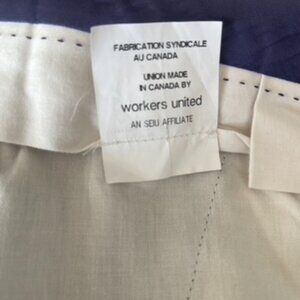 FABRICATION SYNDICALE
AU CANADA
UNION MADE
IN CANADA BY
workers united
AN SEIU AFFILIATE